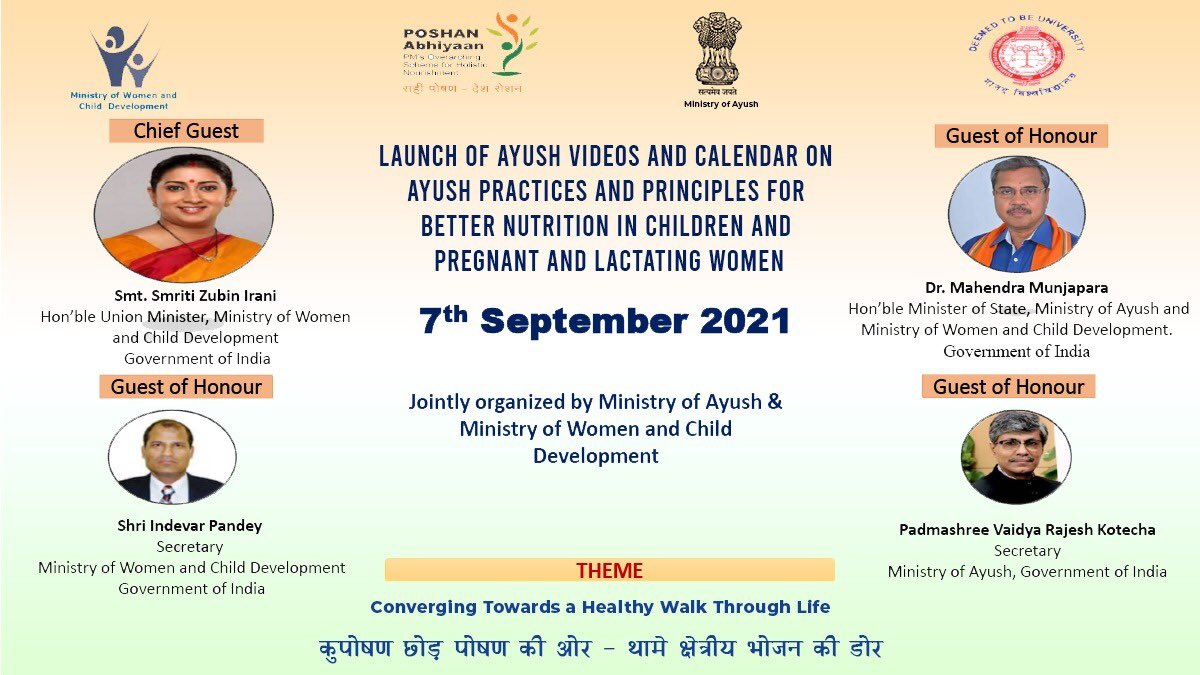 Ministry of Women and
Child Development
POSHAN
Abhiyaan
PM's Overarching
Scheme for Holistic
Nourishment
सही पोषण - देश रोशन
सत्यमेव जयते
Ministry of Ayush
DEEMED TO BE UNIVERSITY
मानद विश्वविद्यालय
Chief Guest
Smt. Smriti Zubin Irani
Hon'ble Union Minister, Ministry of Women
and Child Development
Government of India
Guest of Honour
Shri Indevar Pandey
Secretary
Ministry of Women and Child Development
Government of India
LAUNCH OF AYUSH VIDEOS AND CALENDAR ON
AYUSH PRACTICES AND PRINCIPLES FOR
BETTER NUTRITION IN CHILDREN AND
PREGNANT AND LACTATING WOMEN
7th September 2021
Jointly organized by Ministry of Ayush &
Ministry of Women and Child
Development
Guest of Honour
Dr. Mahendra Munjapara
Hon'ble Minister of State, Ministry of Ayush and
Ministry of Women and Child Development.
Government of India
Guest of Honour
Padmashree Vaidya Rajesh Kotecha
Secretary
Ministry of Ayush, Government of India
THEME
Converging Towards a Healthy Walk Through Life
कुपोषण छोड़ पोषण की ओर - थामे क्षेत्रीय भोजन की डोर